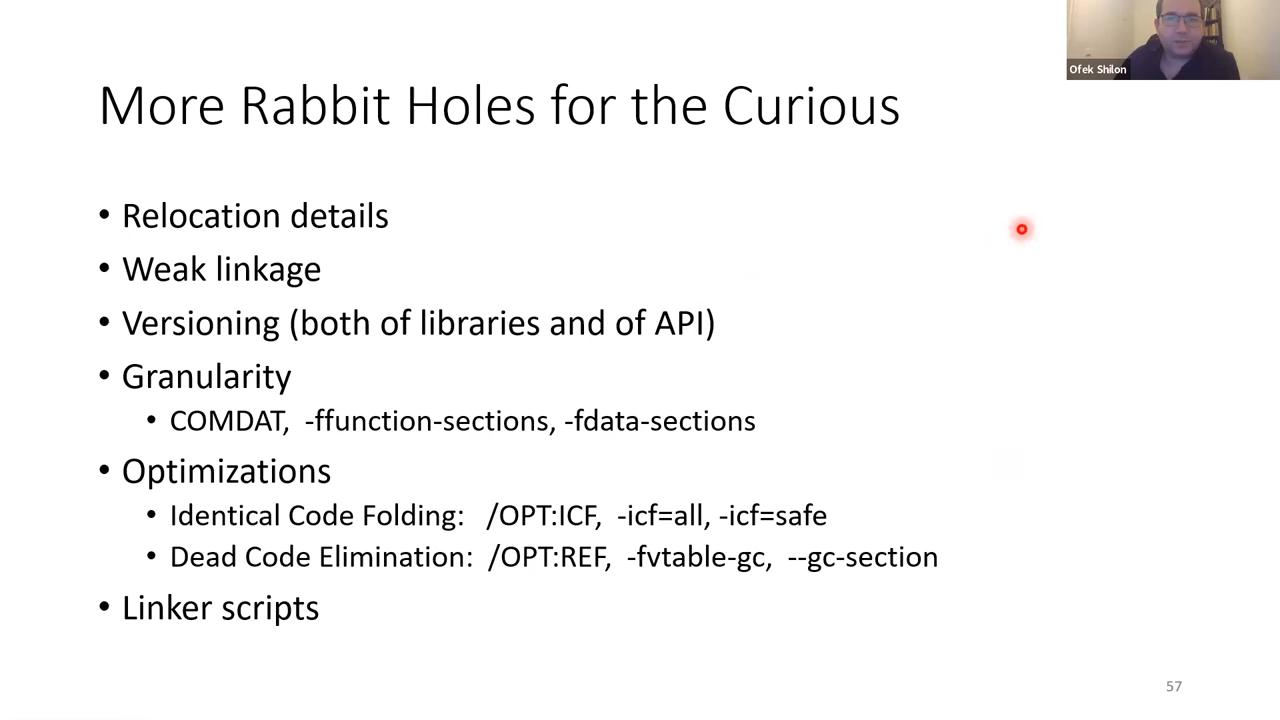 Ofek Shilon
More Rabbit Holes for the Curious
• Relocation details
• Weak linkage
• Versioning (both of libraries and of API)
• Granularity
• COMDAT, -ffunction-sections, -fdata-sections
• Optimizations
• Identical Code Folding: /OPT:ICF, -icf=all, -icf=safe
• Dead Code Elimination: /OPT:REF, -fvtable-gc, --gc-section
• Linker scripts
57